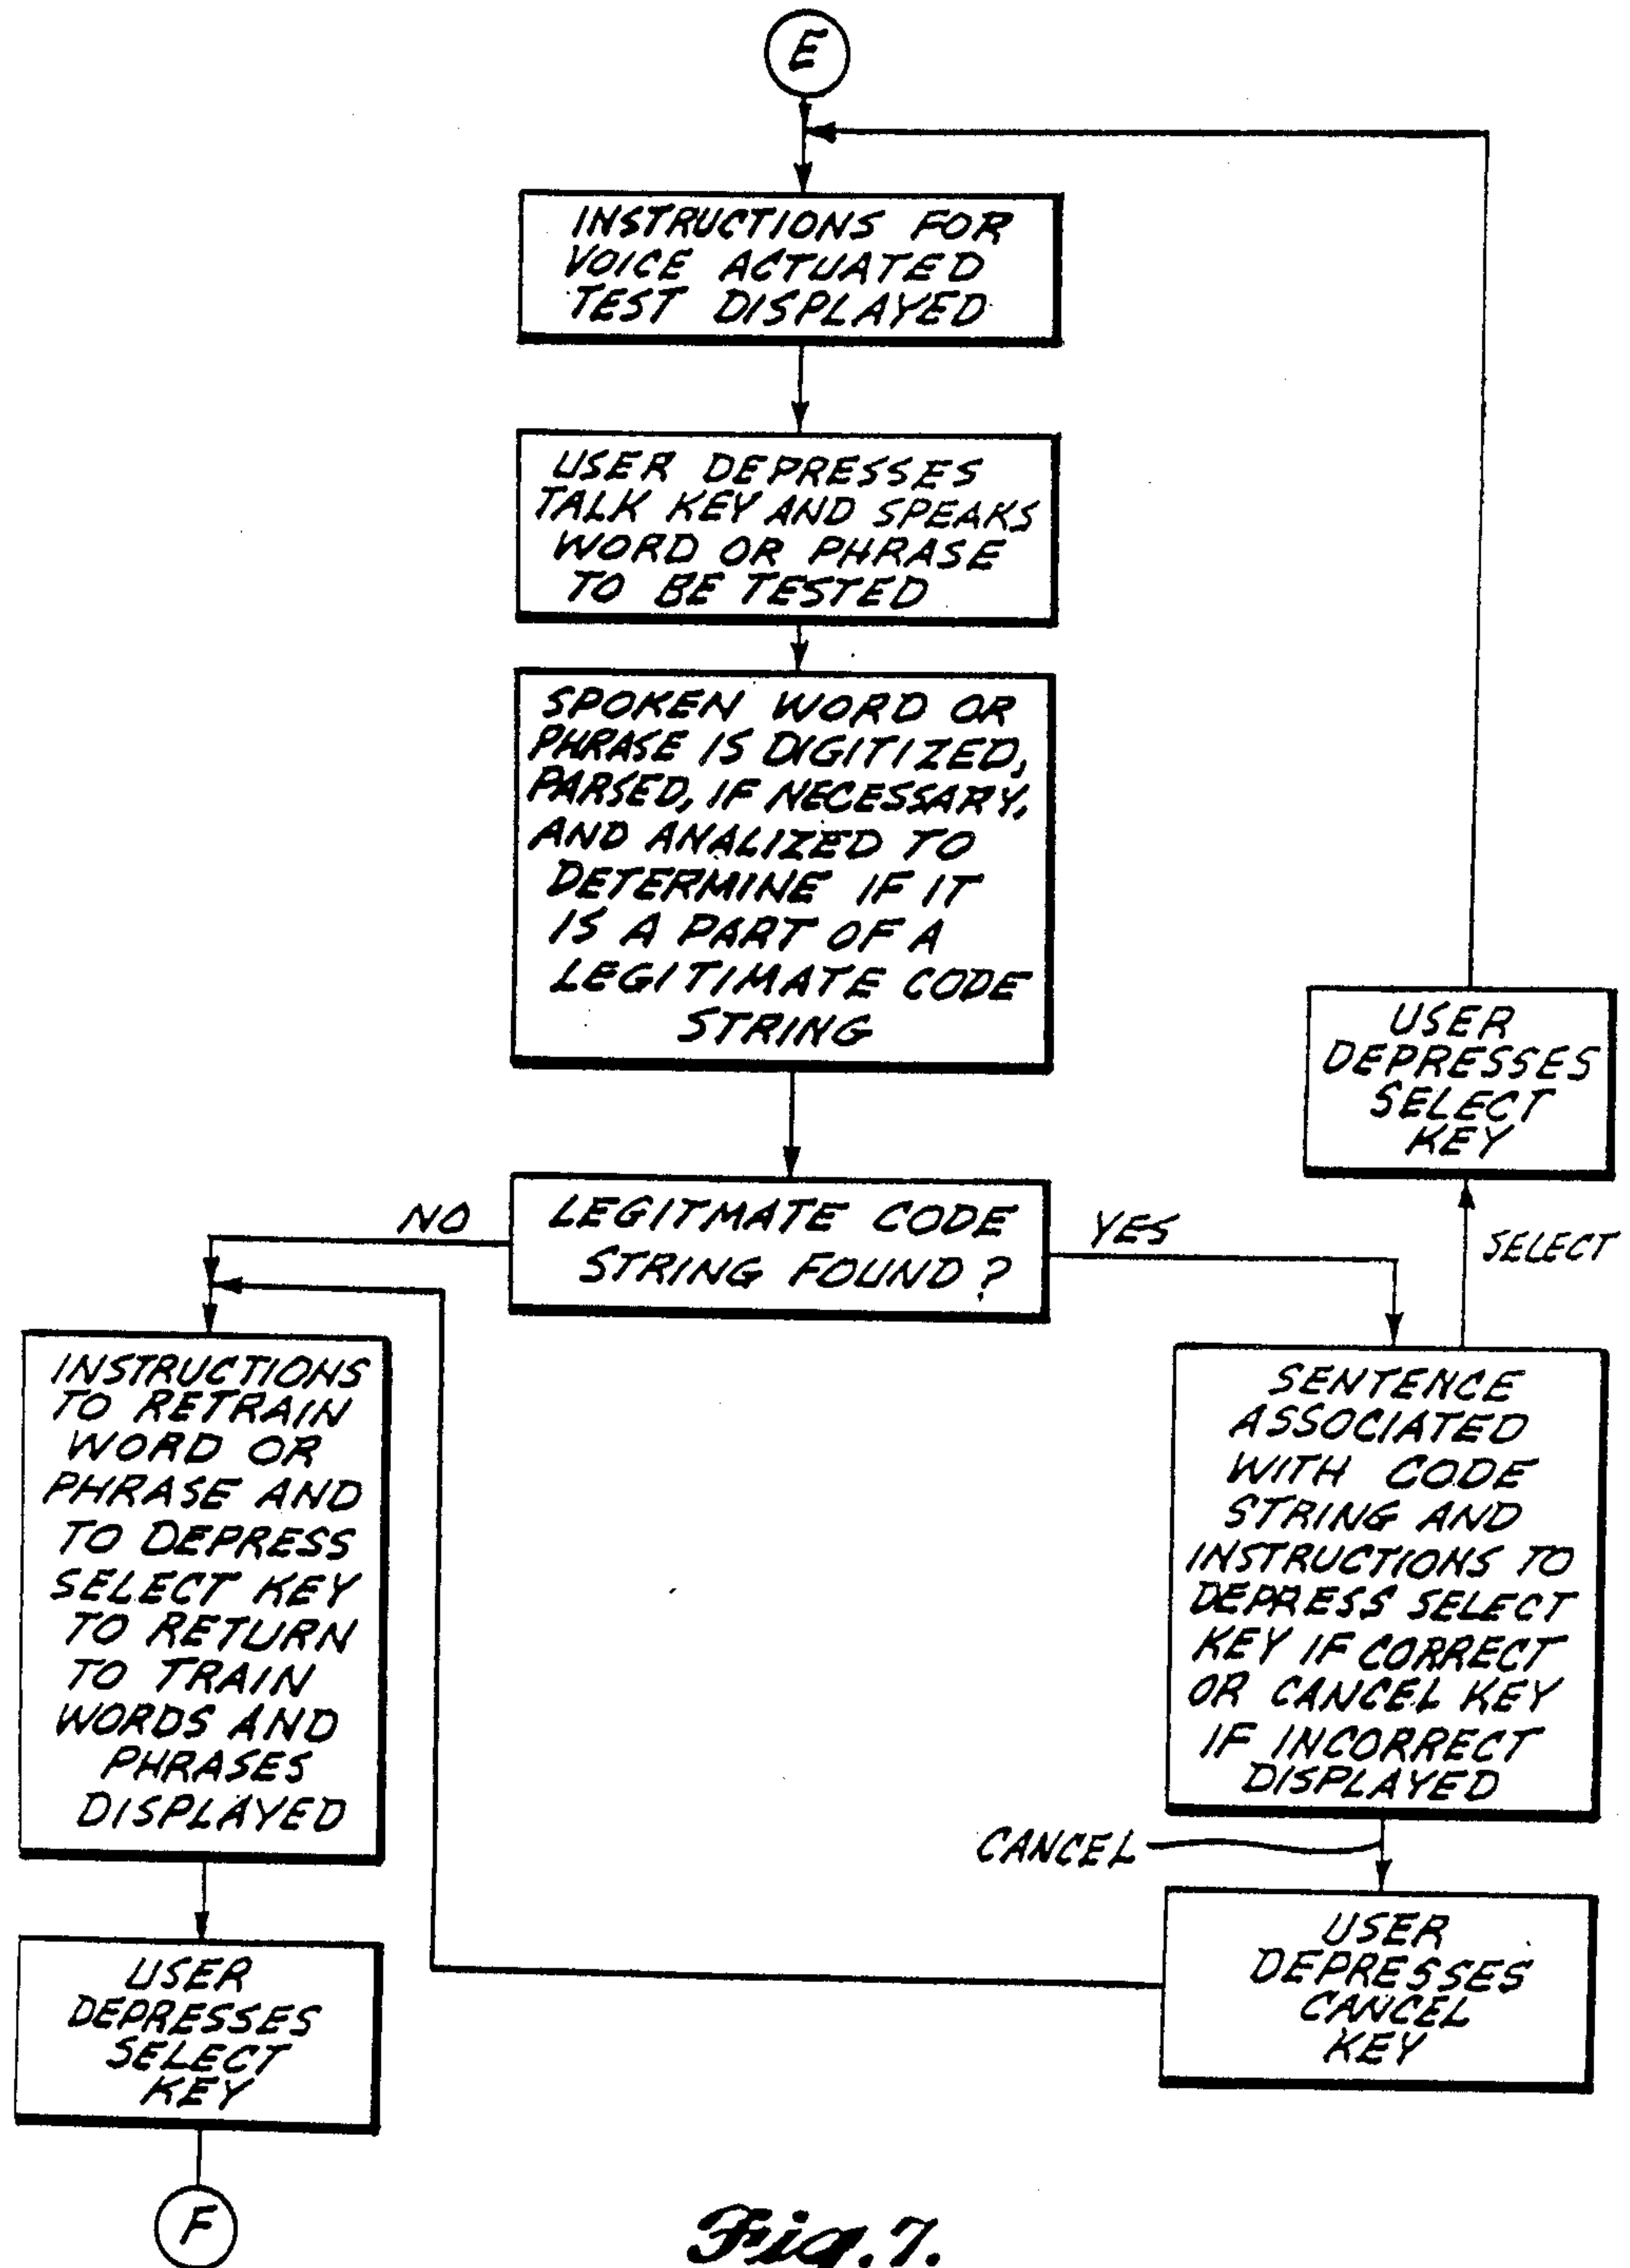 E
INSTRUCTIONS FOR
VOICE ACTUATED
TEST DISPLAYED
USER DEPRESSES
TALK KEY AND SPEAKS
WORD OR PHRASE
TO BE TESTED
SPOKEN WORD OR
PHRASE IS DIGITIZED,
PARSED, IF NECESSARY,
AND ANALIZED TO
DETERMINE IF IT
IS A PART OF A
LEGITIMATE CODE
STRING
USER
DEPRESSES
SELECT
KEY
NO
LEGITMATE CODE
STRING FOUND?
YES
SELECT
INSTRUCTIONS
TO RETRAIN
WORD OR
PHRASE AND
TO DEPRESS
SELECT KEY
TO RETURN
TO TRAIN
WORDS AND
PHRASES
DISPLAYED
SENTENCE
ASSOCIATED
WITH CODE
STRING AND
INSTRUCTIONS TO
DEPRESS SELECT
KEY IF CORRECT
OR CANCEL KEY
IF INCORRECT
DISPLAYED
CANCEL
USER
DEPRESSES
SELECT
KEY
USER
DEPRESSES
CANCEL
KEY
F
Fig. 7.